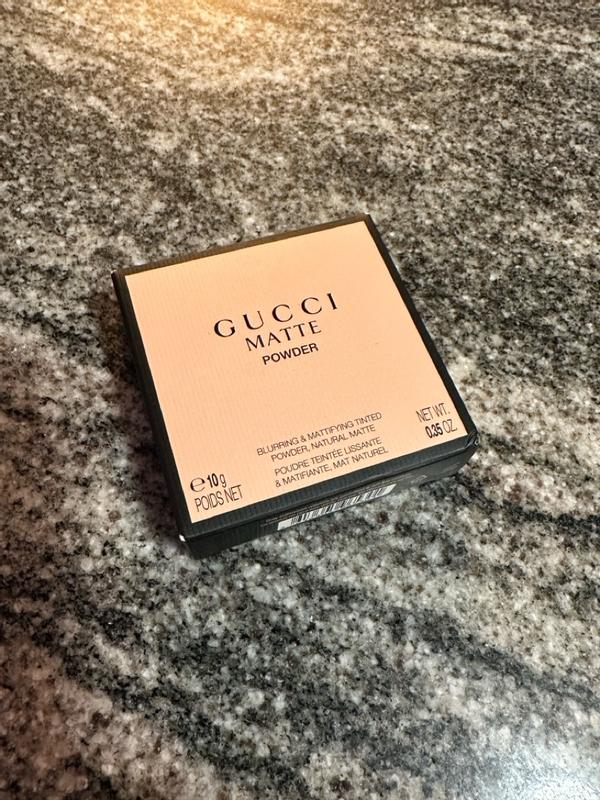 GUCCI
MATTE
POWDER
BLURRING & MATTIFYING TINTED
POWDER, NATURAL MATTE
POUDRE TEINTÉE LISSANTE
& MATIFIANTE, MAT NATUREL
℮10g
POIDS NET
NET WT.
0.35 OZ.